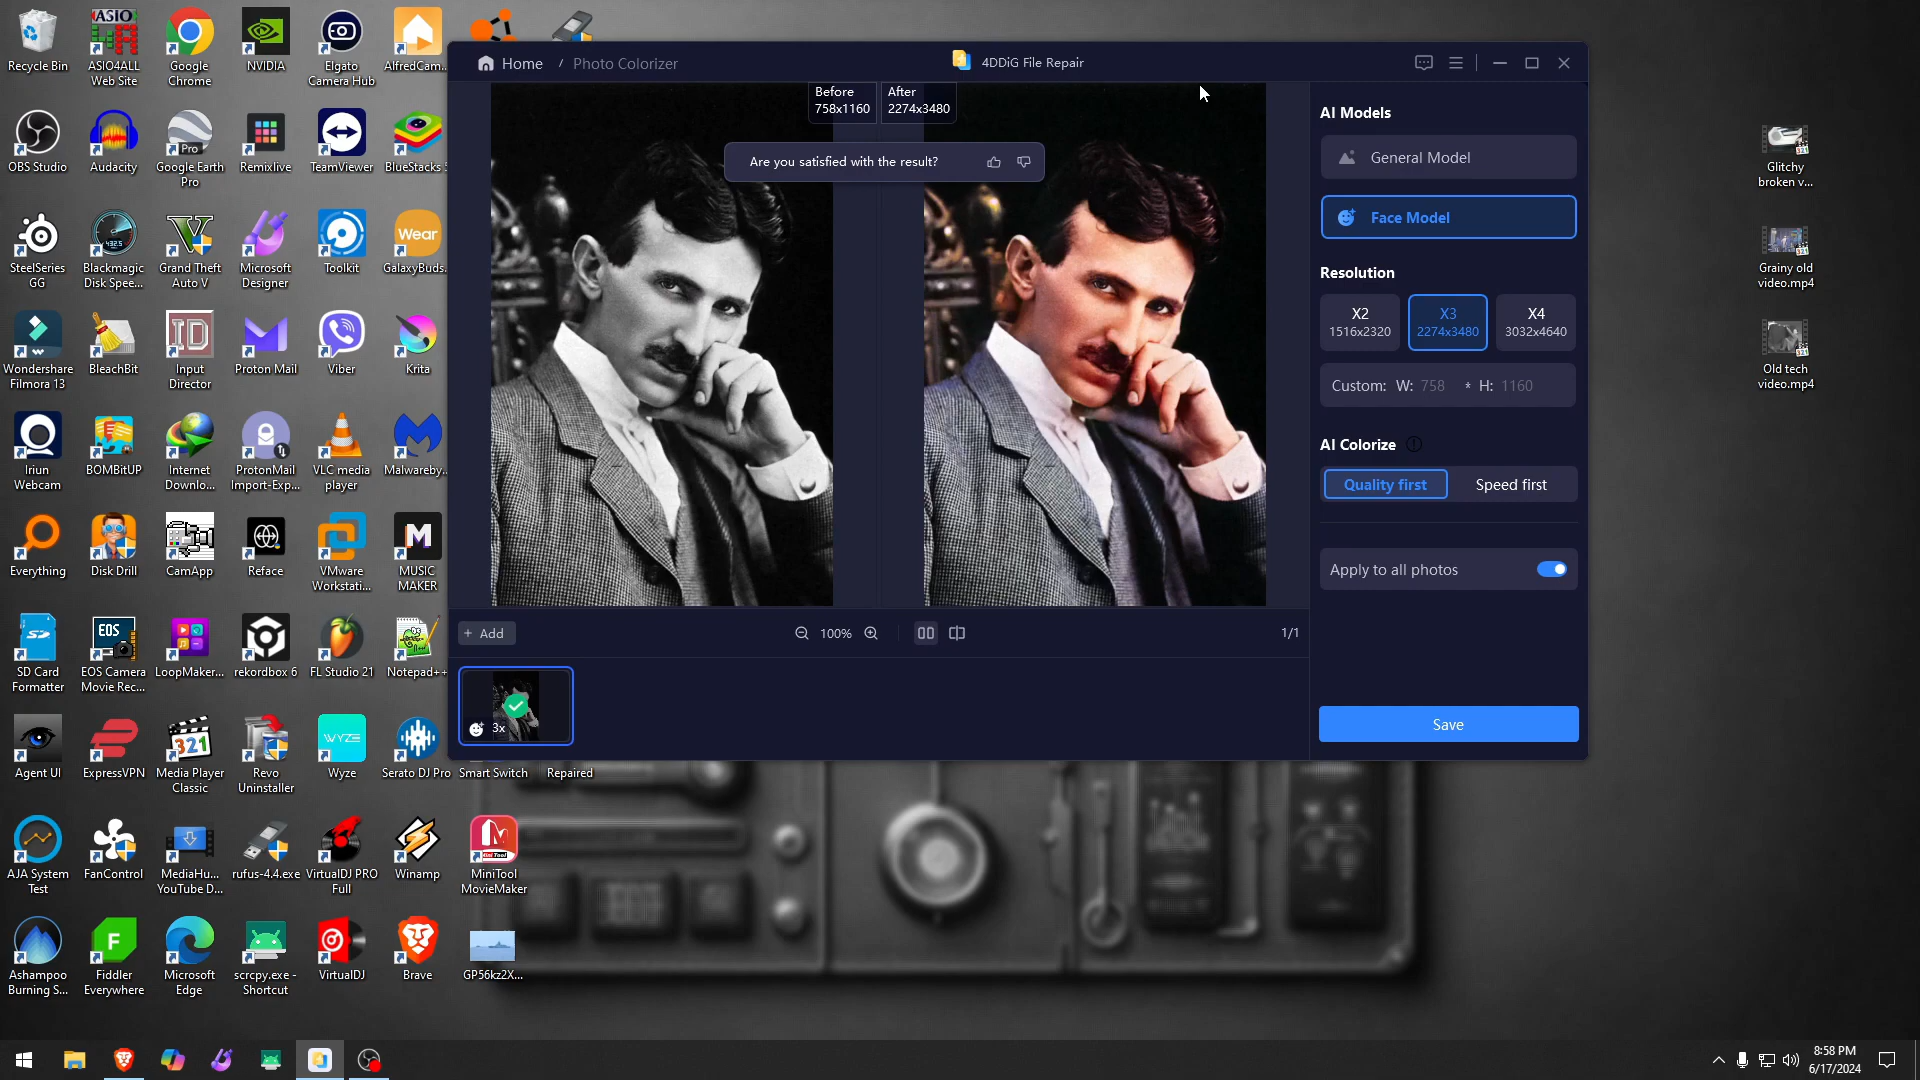 Recycle Bin
ASIO4ALL
Web Site
Google
Chrome
NVIDIA
Elgato
Camera Hub
AlfredCam...
OBS Studio
Audacity
Google Earth
Pro
Remixlive
TeamViewer
BlueStacks 5
SteelSeries
GG
Blackmagic
Disk Spee...
Grand Theft
Auto V
Microsoft
Designer
Toolkit
GalaxyBuds...
Wondershare
Filmora 13
BleachBit
Input
Director
Proton Mail
Viber
Krita
Iriun
Webcam
BOMBitUP
Internet
Downlo...
ProtonMail
Import-Exp...
VLC media
player
Malwareby...
Everything
Disk Drill
CamApp
Reface
VMware
Workstati...
MUSIC
MAKER
SD Card
Formatter
EOS Camera
Movie Rec...
LoopMaker...
rekordbox 6
FL Studio 21
Notepad++
Agent UI
ExpressVPN
Media Player
Classic
Revo
Uninstaller
Wyze
Serato DJ Pro
Smart Switch
Repaired
AJA System
Test
FanControl
MediaHu...
YouTube D...
rufus-4.4.exe
VirtualDJ PRO
Full
Winamp
MiniTool
MovieMaker
Ashampoo
Burning S...
Fiddler
Everywhere
Microsoft
Edge
scrcpy.exe -
Shortcut
VirtualDJ
Brave
GP56kz2X...
Home / Photo Colorizer
4DDiG File Repair
Before
758x1160
After
2274x3480
Are you satisfied with the result?
+ Add
100%
1/1
3x
AI Models
General Model
Face Model
Resolution
X2
1516x2320
X3
2274x3480
X4
3032x4640
Custom: W: 758 * H: 1160
AI Colorize
Quality first
Speed first
Apply to all photos
Save
Glitchy
broken v...
Grainy old
video.mp4
Old tech
video.mp4
8:58 PM
6/17/2024